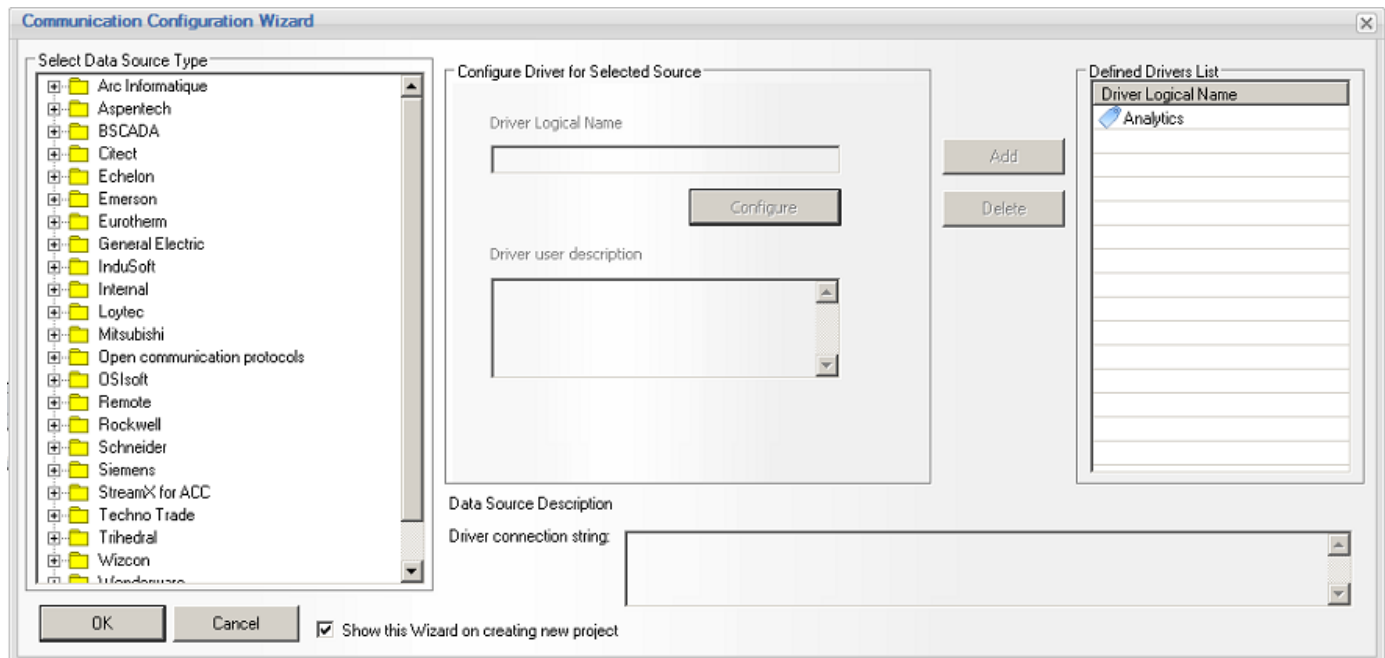 Communication Configuration Wizard
Select Data Source Type
Arc Informatique
Aspentech
BSCADA
Citect
Echelon
Emerson
Eurotherm
General Electric
InduSoft
Internal
Loytec
Mitsubishi
Open communication protocols
OSIsoft
Remote
Rockwell
Schneider
Siemens
StreamX for ACC
Techno Trade
Trihedral
Wizcon
Wonderware
Configure Driver for Selected Source
Driver Logical Name
Configure
Driver user description
Add
Delete
Defined Drivers List
Driver Logical Name
Analytics
Data Source Description
Driver connection string:
OK
Cancel
Show this Wizard on creating new project